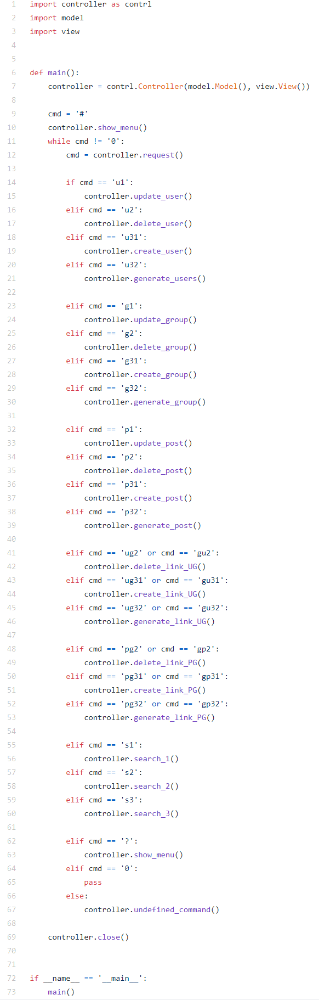 1 import controller as contrl
2 import model
3 import view
4
5
6 def main():
7     controller = contrl.Controller(model.Model(), view.View())
8
9     cmd = '#'
10     controller.show_menu()
11     while cmd != '0':
12         cmd = controller.request()
13
14         if cmd == 'u1':
15             controller.update_user()
16         elif cmd == 'u2':
17             controller.delete_user()
18         elif cmd == 'u31':
19             controller.create_user()
20         elif cmd == 'u32':
21             controller.generate_users()
22
23         elif cmd == 'g1':
24             controller.update_group()
25         elif cmd == 'g2':
26             controller.delete_group()
27         elif cmd == 'g31':
28             controller.create_group()
29         elif cmd == 'g32':
30             controller.generate_group()
31
32         elif cmd == 'p1':
33             controller.update_post()
34         elif cmd == 'p2':
35             controller.delete_post()
36         elif cmd == 'p31':
37             controller.create_post()
38         elif cmd == 'p32':
39             controller.generate_post()
40
41         elif cmd == 'ug2' or cmd == 'gu2':
42             controller.delete_link_UG()
43         elif cmd == 'ug31' or cmd == 'gu31':
44             controller.create_link_UG()
45         elif cmd == 'ug32' or cmd == 'gu32':
46             controller.generate_link_UG()
47
48         elif cmd == 'pg2' or cmd == 'gp2':
49             controller.delete_link_PG()
50         elif cmd == 'pg31' or cmd == 'gp31':
51             controller.create_link_PG()
52         elif cmd == 'pg32' or cmd == 'gp32':
53             controller.generate_link_PG()
54
55         elif cmd == 's1':
56             controller.search_1()
57         elif cmd == 's2':
58             controller.search_2()
59         elif cmd == 's3':
60             controller.search_3()
61
62         elif cmd == '?':
63             controller.show_menu()
64         elif cmd == '0':
65             pass
66         else:
67             controller.undefined_command()
68
69     controller.close()
70
71
72 if __name__ == '__main__':
73     main()